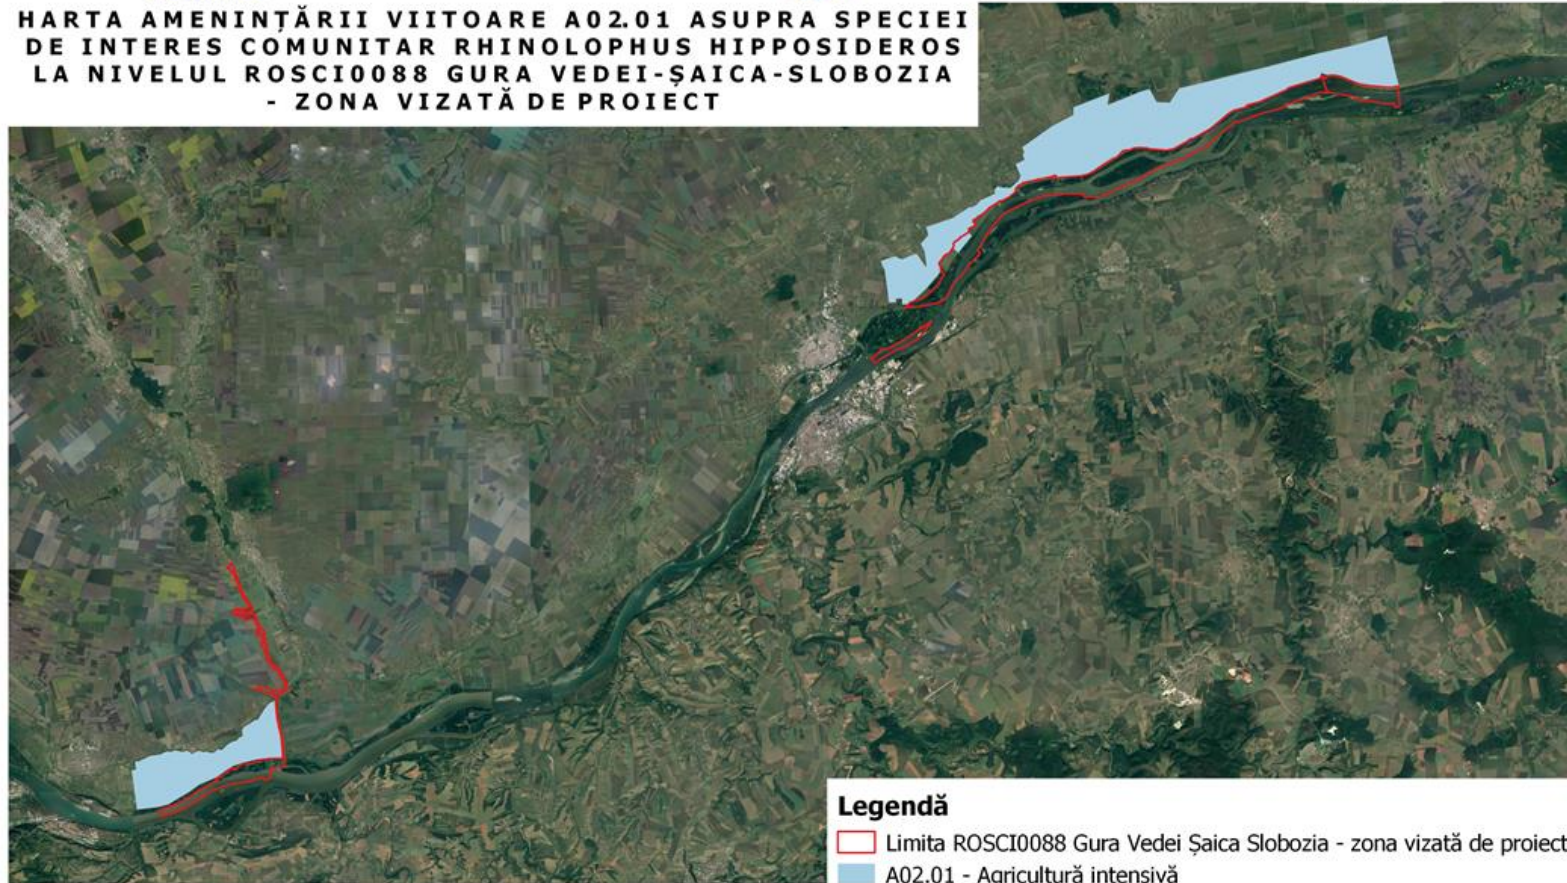 HARTA AMENINȚĂRII VIITOARE A02.01 ASUPRA SPECIEI
DE INTERES COMUNITAR RHINOLOPHUS HIPPOSIDEROS
LA NIVELUL ROSCI0088 GURA VEDEI-ȘAICA-SLOBOZIA
- ZONA VIZATĂ DE PROIECT
Legendă
Limita ROSCI0088 Gura Vedei Șaica Slobozia - zona vizată de proiect
A02.01 - Agricultură intensivă